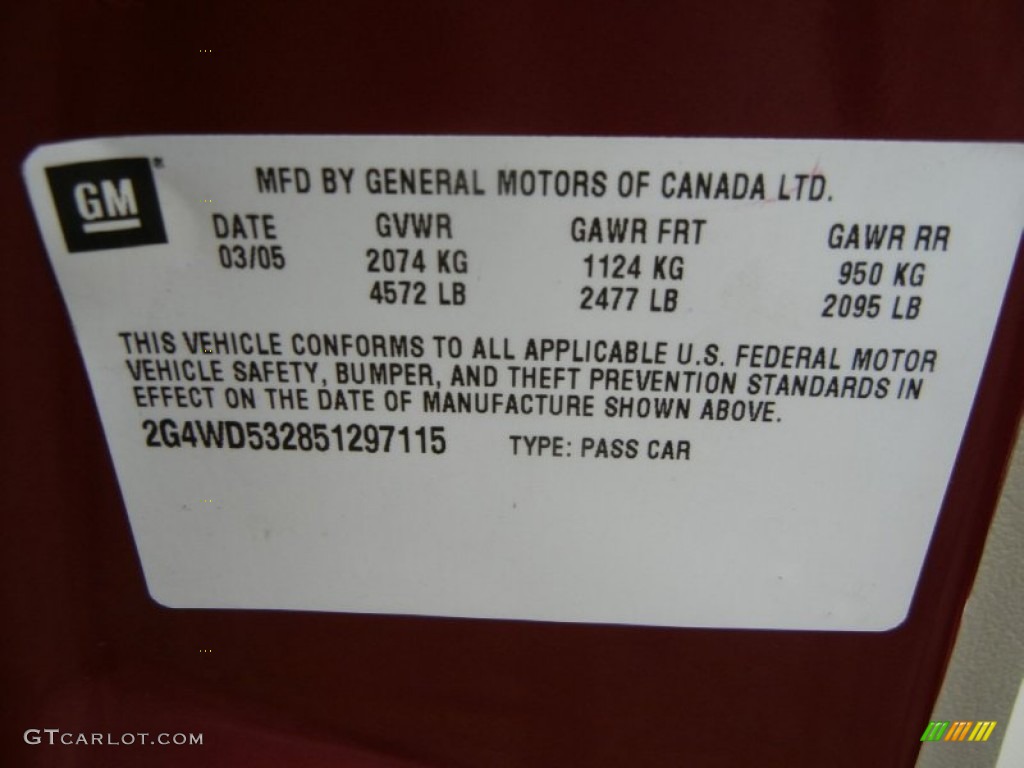 GM®
MFD BY GENERAL MOTORS OF CANADA LTD.
DATE GVWR GAWR FRT GAWR RR
03/05 2074 KG 1124 KG 950 KG
4572 LB 2477 LB 2095 LB
THIS VEHICLE CONFORMS TO ALL APPLICABLE U.S. FEDERAL MOTOR
VEHICLE SAFETY, BUMPER, AND THEFT PREVENTION STANDARDS IN
EFFECT ON THE DATE OF MANUFACTURE SHOWN ABOVE.
2G4WD532851297115 TYPE: PASS CAR
GTCARLOT.COM